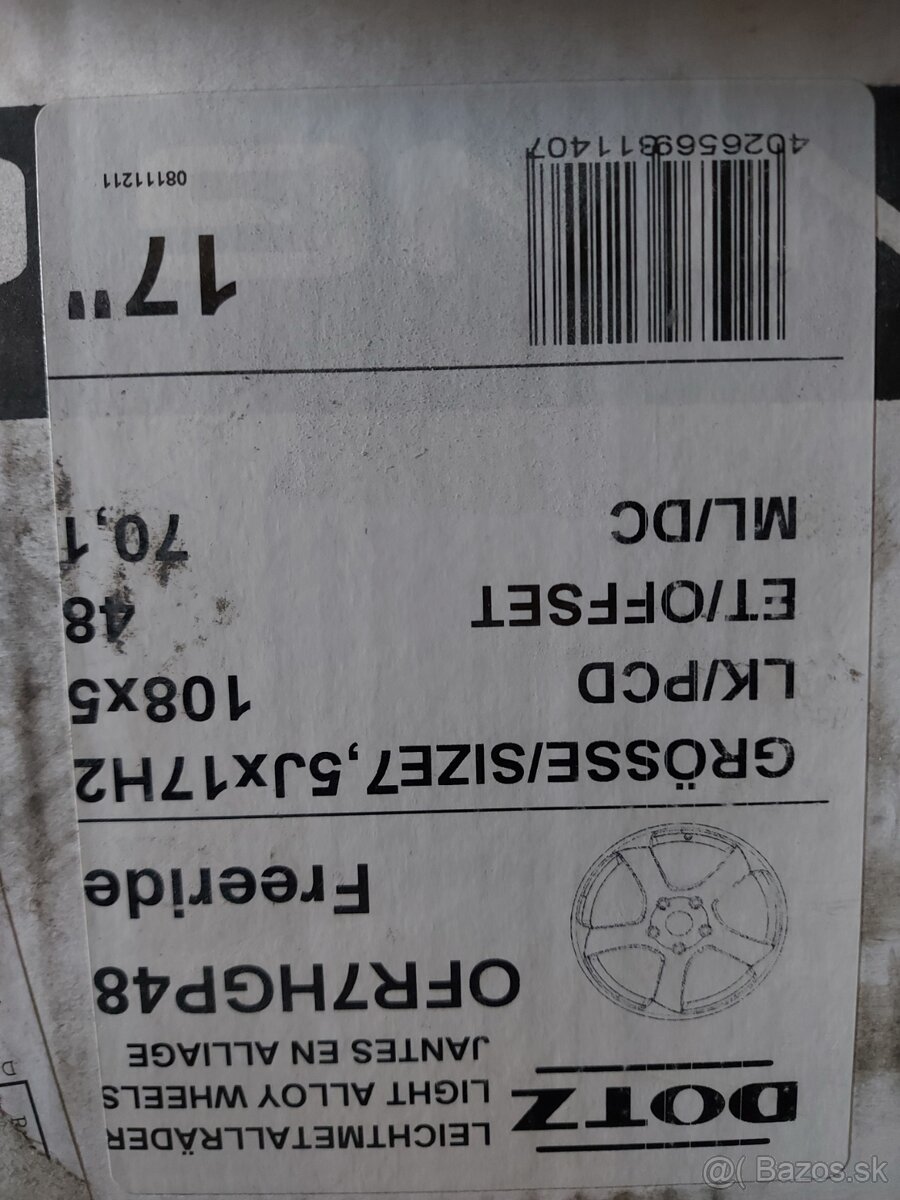 DOTZ
LEICHTMETALLRÄDER
LIGHT ALLOY WHEELS
JANTES EN ALLIAGE
OFR7HGP48
Freeride
GRÖSSE/SIZE7,5Jx17H2
LK/PCD 108x5
ET/OFFSET 48
ML/DC 70,1
4026569311407
17"
08111211
@( Bazos.sk